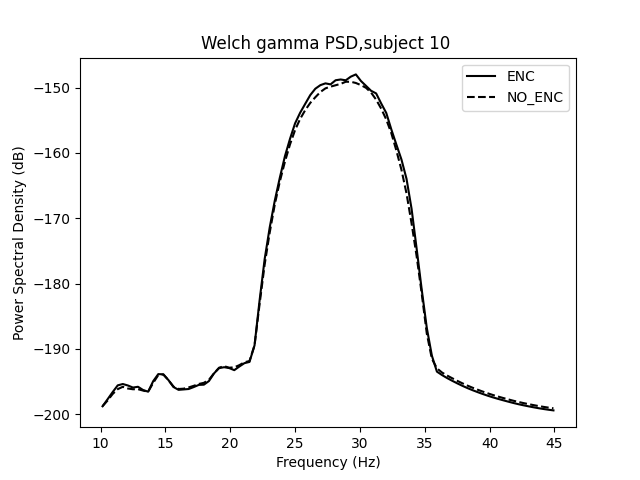 Welch gamma PSD,subject 10
ENC
NO_ENC
−150
−160
−170
−180
−190
−200
Power Spectral Density (dB)
10 15 20 25 30 35 40 45
Frequency (Hz)